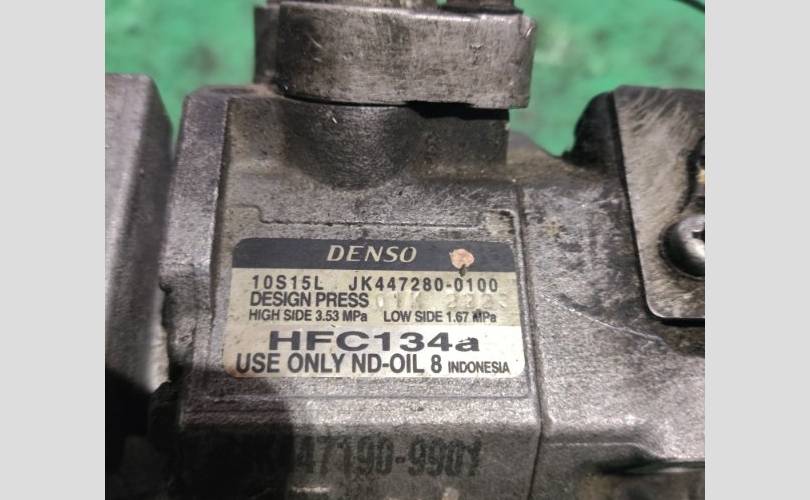 DENSO
10S15L JK447280-0100
DESIGN PRESS
HIGH SIDE 3.53 MPa LOW SIDE 1.67 MPa
HFC134a
USE ONLY ND-OIL 8 INDONESIA
JK447190-9901